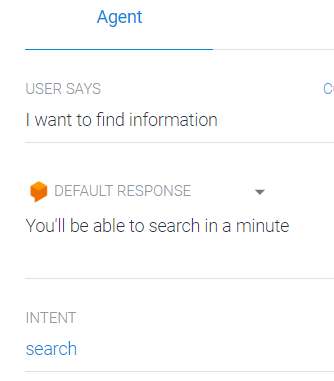 Agent
USER SAYS
I want to find information
DEFAULT RESPONSE
You'll be able to search in a minute
INTENT
search